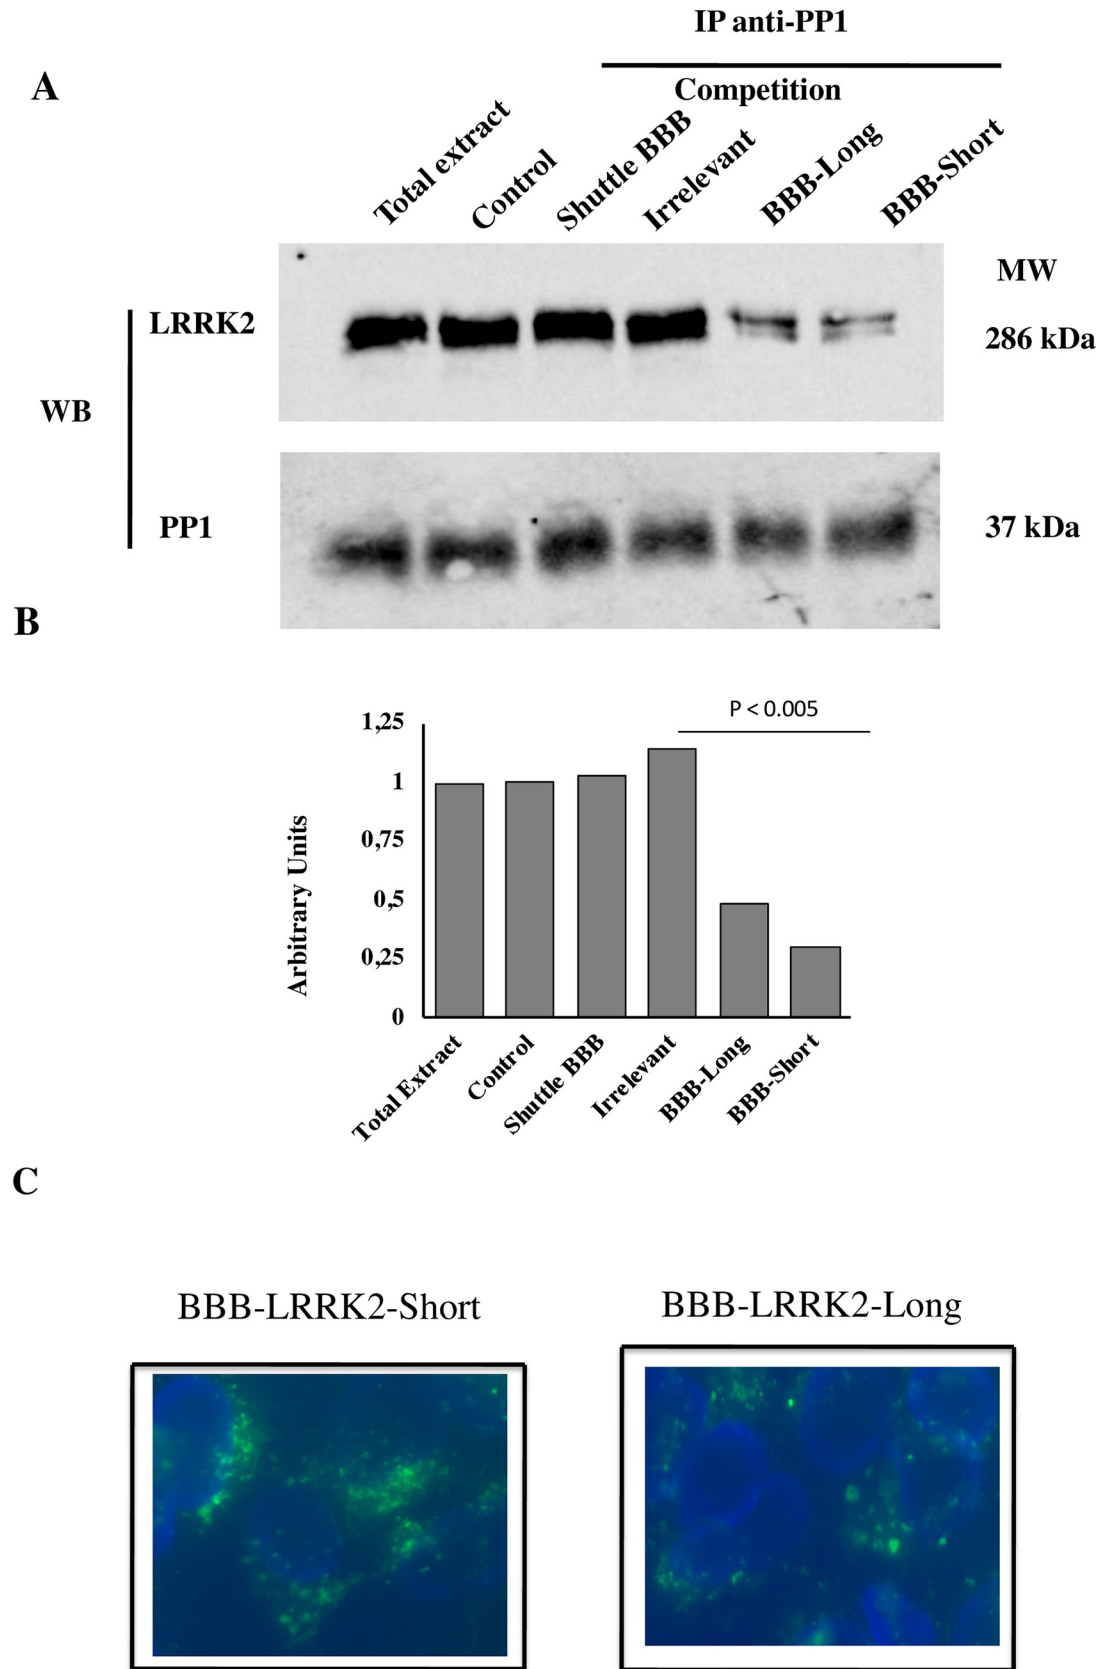 IP anti-PP1
A
Competition
Total extract
Control
Shuttle BBB
Irrelevant
BBB-Long
BBB-Short
MW
LRRK2
286 kDa
WB
PP1
37 kDa
B
P < 0.005
1,25
1
0,75
0,5
0,25
0
Arbitrary Units
Total Extract
Control
Shuttle BBB
Irrelevant
BBB-Long
BBB-Short
C
BBB-LRRK2-Short
BBB-LRRK2-Long